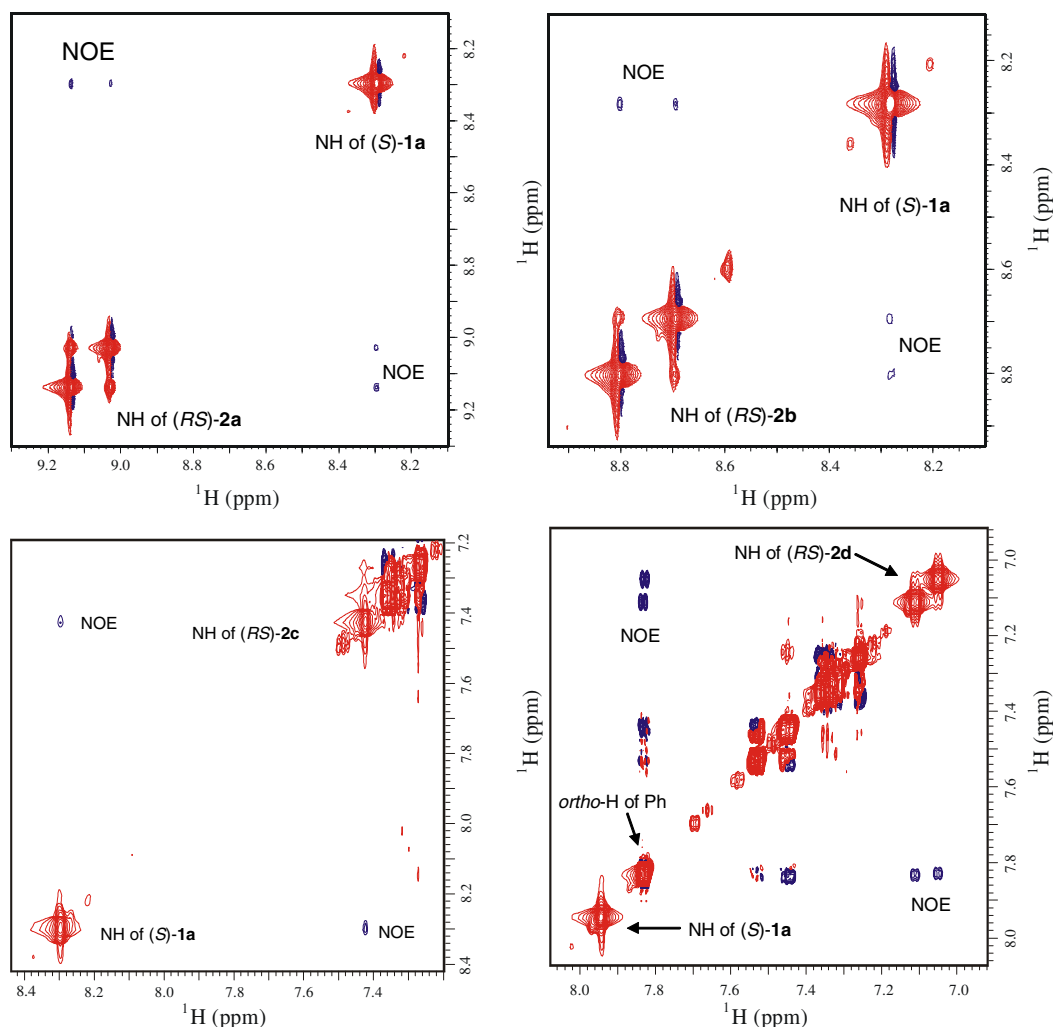 NOE
NH of (S)-1a
NOE
NH of (RS)-2a
8.2
8.4
8.6
8.8
9.0
9.2
9.2 9.0 8.8 8.6 8.4 8.2
¹H (ppm)
¹H (ppm)
NOE
NH of (S)-1a
NOE
NH of (RS)-2b
8.2
8.4
8.6
8.8
8.8 8.6 8.4 8.2
¹H (ppm)
¹H (ppm)
NOE
NH of (RS)-2c
NH of (S)-1a
NOE
7.2
7.4
7.6
7.8
8.0
8.2
8.4
8.4 8.2 8.0 7.8 7.6 7.4
¹H (ppm)
¹H (ppm)
NH of (RS)-2d
NOE
ortho-H of Ph
NOE
NH of (S)-1a
7.0
7.2
7.4
7.6
7.8
8.0
8.0 7.8 7.6 7.4 7.2 7.0
¹H (ppm)
¹H (ppm)